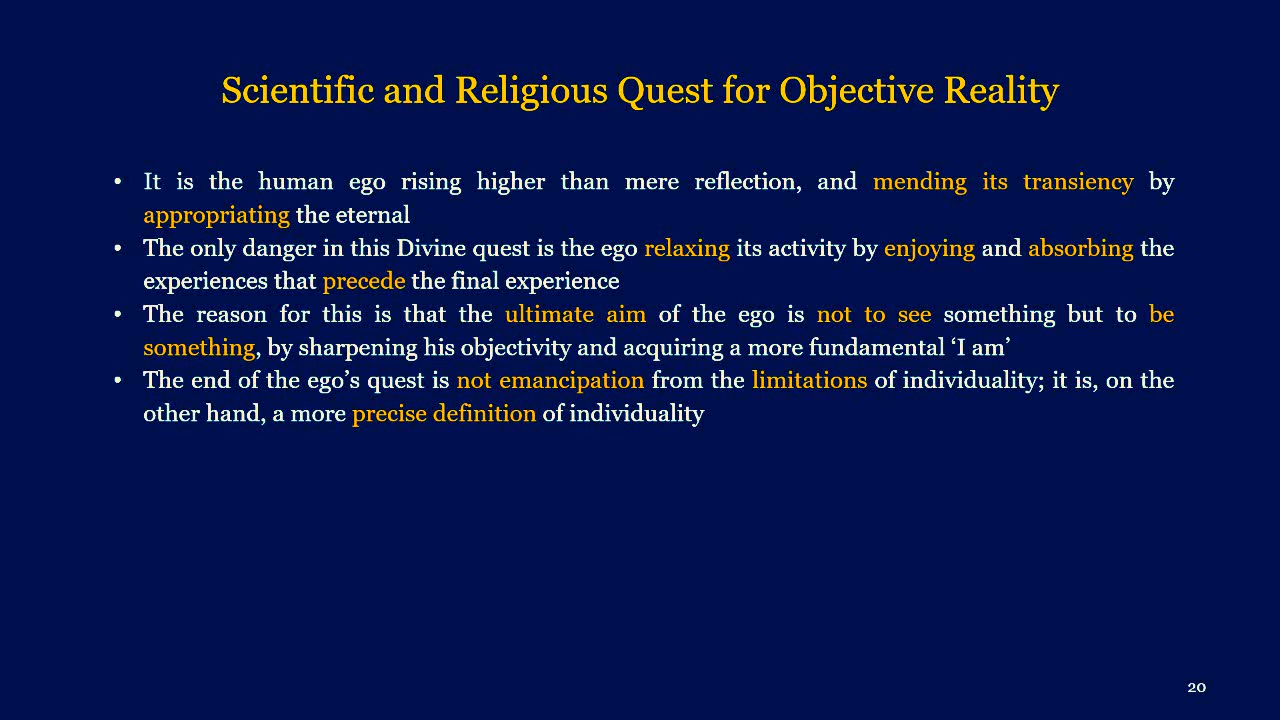 Scientific and Religious Quest for Objective Reality
• It is the human ego rising higher than mere reflection, and mending its transiency by
appropriating the eternal
• The only danger in this Divine quest is the ego relaxing its activity by enjoying and absorbing the
experiences that precede the final experience
• The reason for this is that the ultimate aim of the ego is not to see something but to be
something, by sharpening his objectivity and acquiring a more fundamental ‘I am’
• The end of the ego’s quest is not emancipation from the limitations of individuality; it is, on the
other hand, a more precise definition of individuality
20